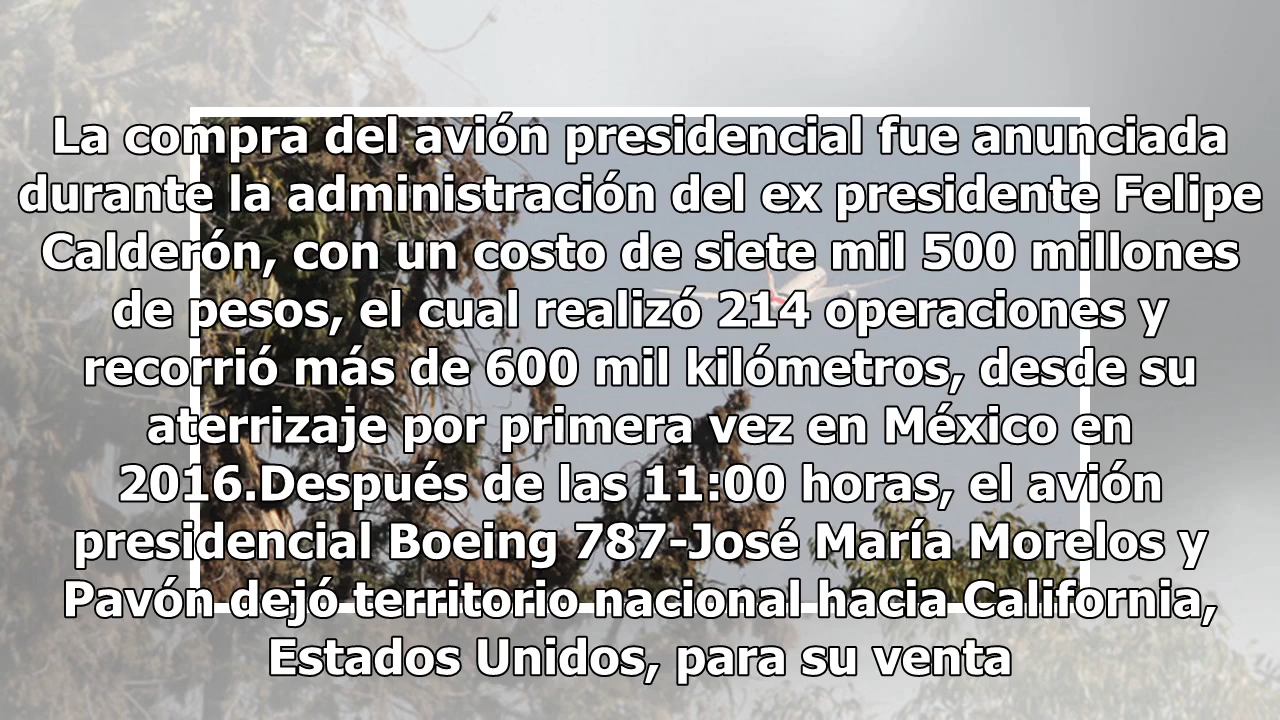 La compra del avión presidencial fue anunciada
durante la administración del ex presidente Felipe
Calderón, con un costo de siete mil 500 millones
de pesos, el cual realizó 214 operaciones y
recorrió más de 600 mil kilómetros, desde su
aterrizaje por primera vez en México en
2016.Después de las 11:00 horas, el avión
presidencial Boeing 787-José María Morelos y
Pavón dejó territorio nacional hacia California,
Estados Unidos, para su venta